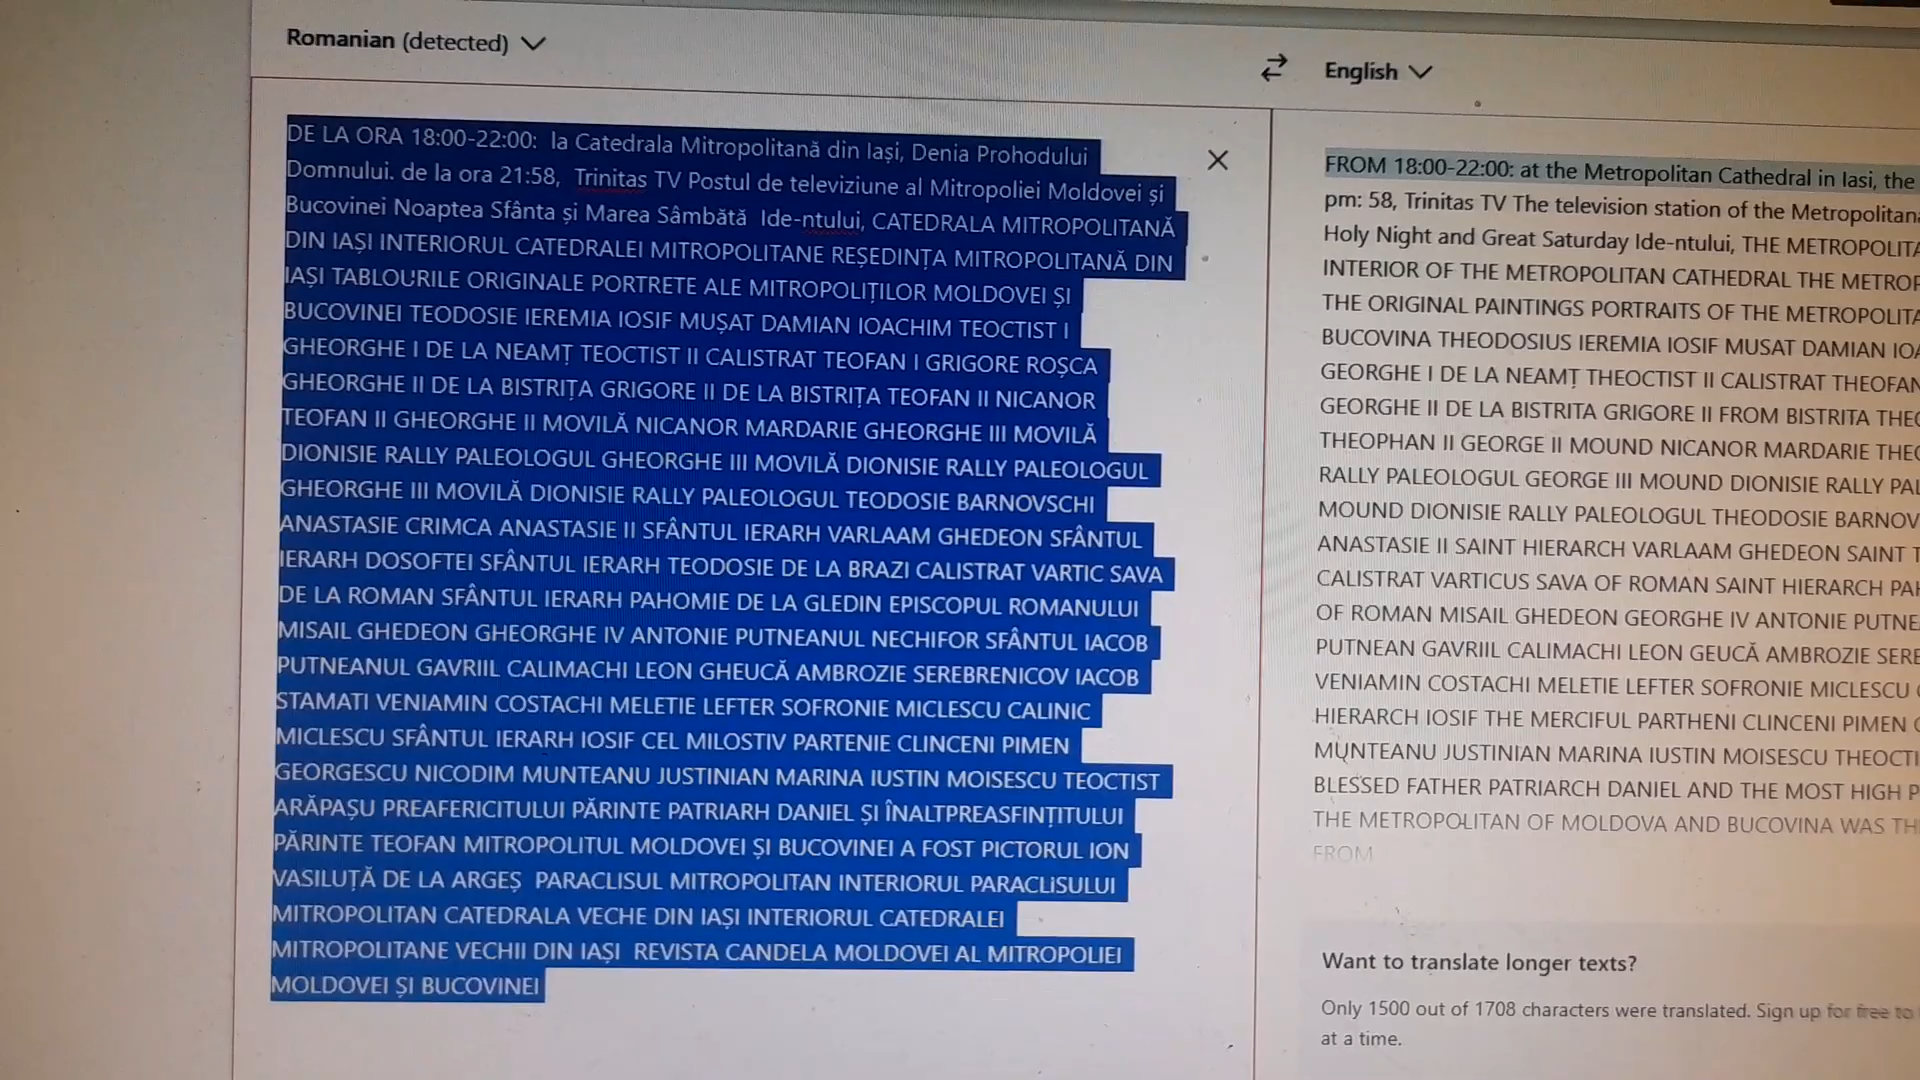 Romanian (detected)
English
DE LA ORA 18:00-22:00: la Catedrala Mitropolitană din Iași, Denia Prohodului
Domnului. de la ora 21:58, Trinitas TV Postul de televiziune al Mitropoliei Moldovei și
Bucovinei Noaptea Sfânta și Marea Sâmbătă Ide-ntului, CATEDRALA MITROPOLITANĂ
DIN IAȘI INTERIORUL CATEDRALEI MITROPOLITANE REȘEDINȚA MITROPOLITANĂ DIN
IAȘI TABLOURILE ORIGINALE PORTRETE ALE MITROPOLIȚILOR MOLDOVEI ȘI
BUCOVINEI TEODOSIE IEREMIA IOSIF MUȘAT DAMIAN IOACHIM TEOCTIST I
GHEORGHE I DE LA NEAMȚ TEOCTIST II CALISTRAT TEOFAN I GRIGORE ROȘCA
GHEORGHE II DE LA BISTRIȚA GRIGORE II DE LA BISTRIȚA TEOFAN II NICANOR
TEOFAN II GHEORGHE II MOVILĂ NICANOR MARDARIE GHEORGHE III MOVILĂ
DIONISIE RALLY PALEOLOGUL GHEORGHE III MOVILĂ DIONISIE RALLY PALEOLOGUL
GHEORGHE III MOVILĂ DIONISIE RALLY PALEOLOGUL TEODOSIE BARNOVSCHI
ANASTASIE CRIMCA ANASTASIE II SFÂNTUL IERARH VARLAAM GHEDEON SFÂNTUL
IERARH DOSOFTEI SFÂNTUL IERARH TEODOSIE DE LA BRAZI CALISTRAT VARTIC SAVA
DE LA ROMAN SFÂNTUL IERARH PAHOMIE DE LA GLEDIN EPISCOPUL ROMANULUI
MISAIL GHEDEON GHEORGHE IV ANTONIE PUTNEANUL NECHIFOR SFÂNTUL IACOB
PUTNEANUL GAVRIIL CALIMACHI LEON GHEUCĂ AMBROZIE SEREBRENICOV IACOB
STAMATI VENIAMIN COSTACHI MELETIE LEFTER SOFRONIE MICLESCU CALINIC
MICLESCU SFÂNTUL IERARH IOSIF CEL MILOSTIV PARTENIE CLINCENI PIMEN
GEORGESCU NICODIM MUNTEANU JUSTINIAN MARINA IUSTIN MOISESCU TEOCTIST
ARĂPAȘU PREAFERICITULUI PĂRINTE PATRIARH DANIEL ȘI ÎNALTPREASFINȚITULUI
PĂRINTE TEOFAN MITROPOLITUL MOLDOVEI ȘI BUCOVINEI A FOST PICTORUL ION
VASILUȚĂ DE LA ARGEȘ PARACLISUL MITROPOLITAN INTERIORUL PARACLiSULUI
MITROPOLITAN CATEDRALA VECHE DIN IAȘI INTERIORUL CATEDRALEI
MITROPOLITANE VECHII DIN IAȘI REVISTA CANDELA MOLDOVEI AL MITROPOLIEI
MOLDOVEI ȘI BUCOVINEI
FROM 18:00-22:00: at the Metropolitan Cathedral in Iasi, the
pm: 58, Trinitas TV The television station of the Metropolitan
Holy Night and Great Saturday Ide-ntului, THE
INTERIOR OF THE METROPOLITAN CATHEDRAL THE
THE ORIGINAL PAINTINGS PORTRAITS OF THE
BUCOVINA THEODOSIUS IEREMIA IOSIF MUSAT DAMIAN
GEORGHE I DE LA NEAMȚ THEOCTIST II CALISTRAT THEOFAN
GEORGHE II DE LA BISTRITA GRIGORE II FROM BISTRITA
THEOPHAN II GEORGE II MOUND NICANOR MARDARIE
RALLY PALEOLOGUL GEORGE III MOUND DIONISIE RALLY
MOUND DIONISIE RALLY PALEOLOGUL THEODOSIE
ANASTASIE II SAINT HIERARCH VARLAAM GHEDEON SAINT
CALISTRAT VARTICUS SAVA OF ROMAN SAINT HIERARCH
OF ROMAN MISAIL GHEDEON GEORGHE IV ANTONIE
PUTNEAN GAVRIIL CALIMACHI LEON GEUCĂ AMBROZIE
VENIAMIN COSTACHI MELETIE LEFTER SOFRONIE MICLESCU
HIERARCH IOSIF THE MERCIFUL PARTHENI CLINCENI PIMEN
MUNTEANU JUSTINIAN MARINA IUSTIN MOISESCU
BLESSED FATHER PATRIARCH DANIEL AND THE MOST HIGH
THE METROPOLITAN OF MOLDOVA AND BUCOVINA WAS
FROM
Want to translate longer texts?
Only 1500 out of 1708 characters were translated. Sign up for free to
at a time.